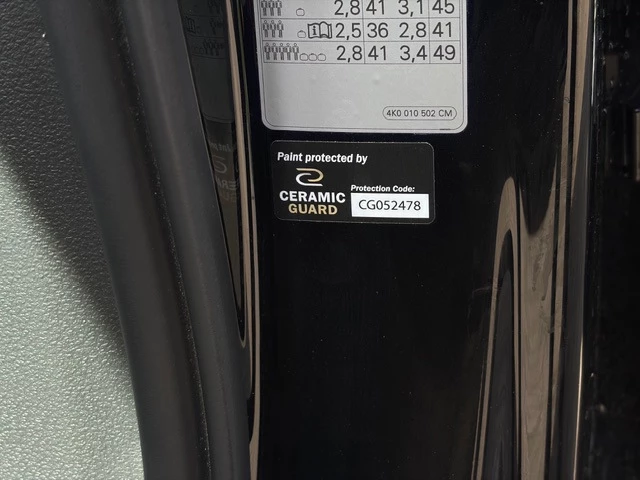 2,8 41 3,1 45
2,5 36 2,8 41
2,8 41 3,4 49
4K0 010 502 CM
Paint protected by
CERAMIC
GUARD
Protection Code:
CG052478